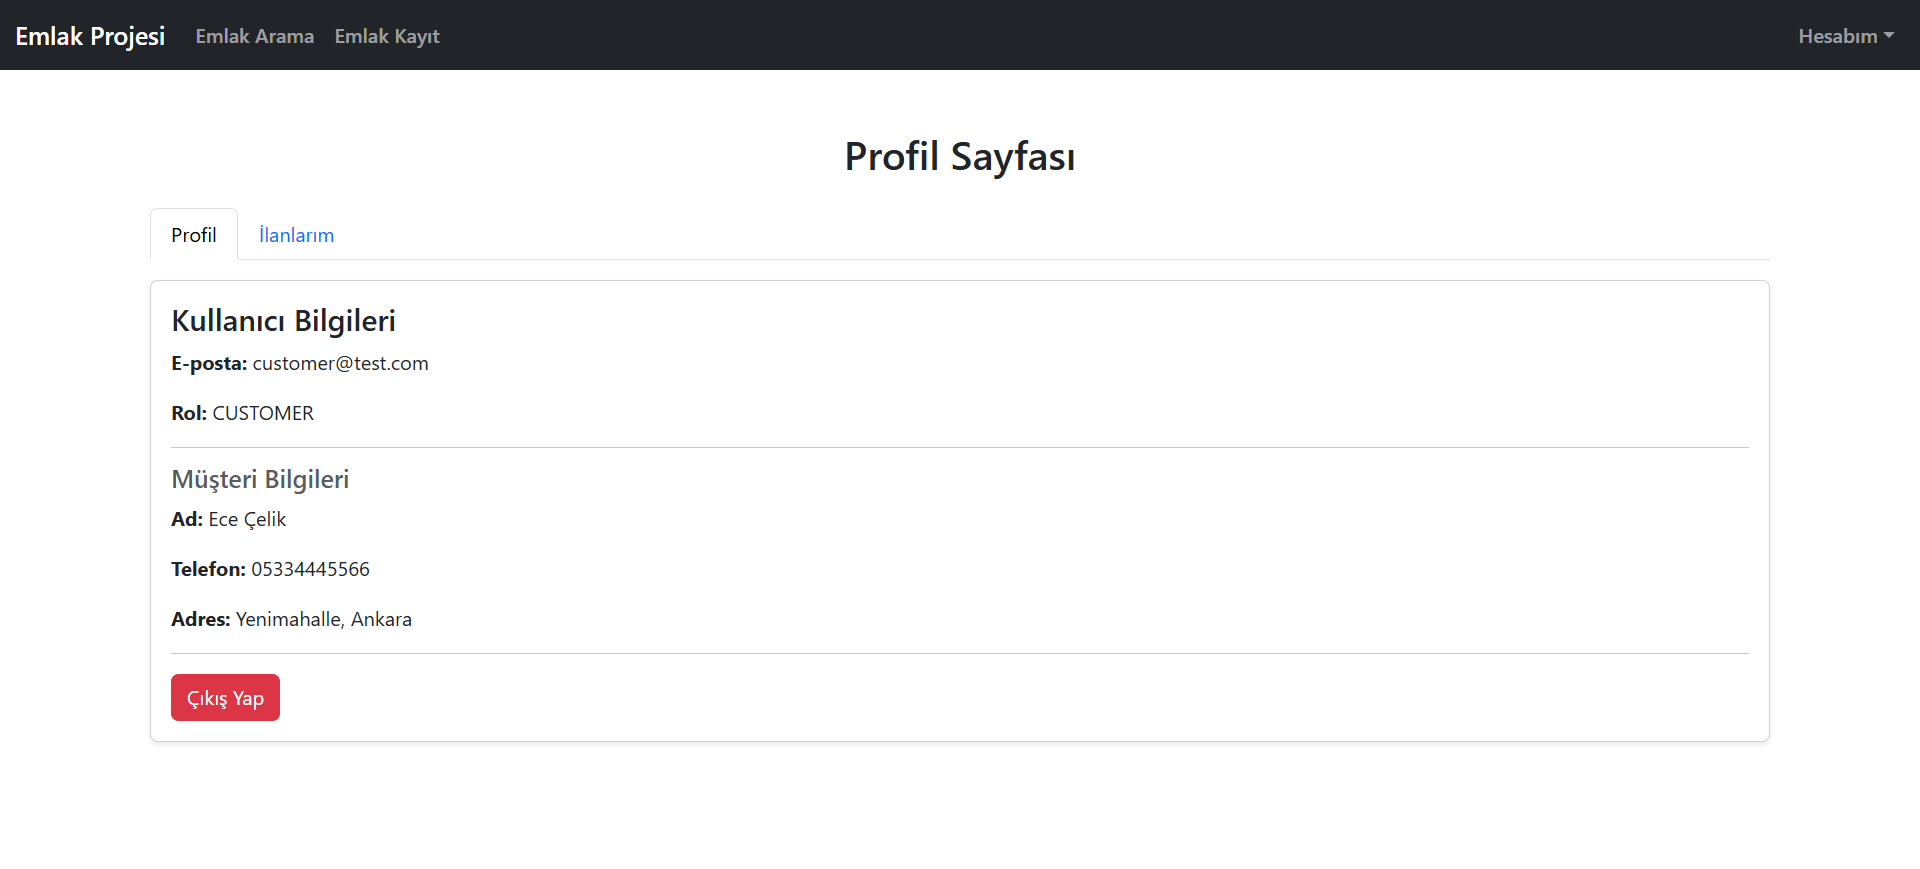 Emlak Projesi Emlak Arama Emlak Kayıt Hesabım
Profil Sayfası
Profil İlanlarım
Kullanıcı Bilgileri
E-posta: customer@test.com
Rol: CUSTOMER
Müşteri Bilgileri
Ad: Ece Çelik
Telefon: 05334445566
Adres: Yenimahalle, Ankara
Çıkış Yap